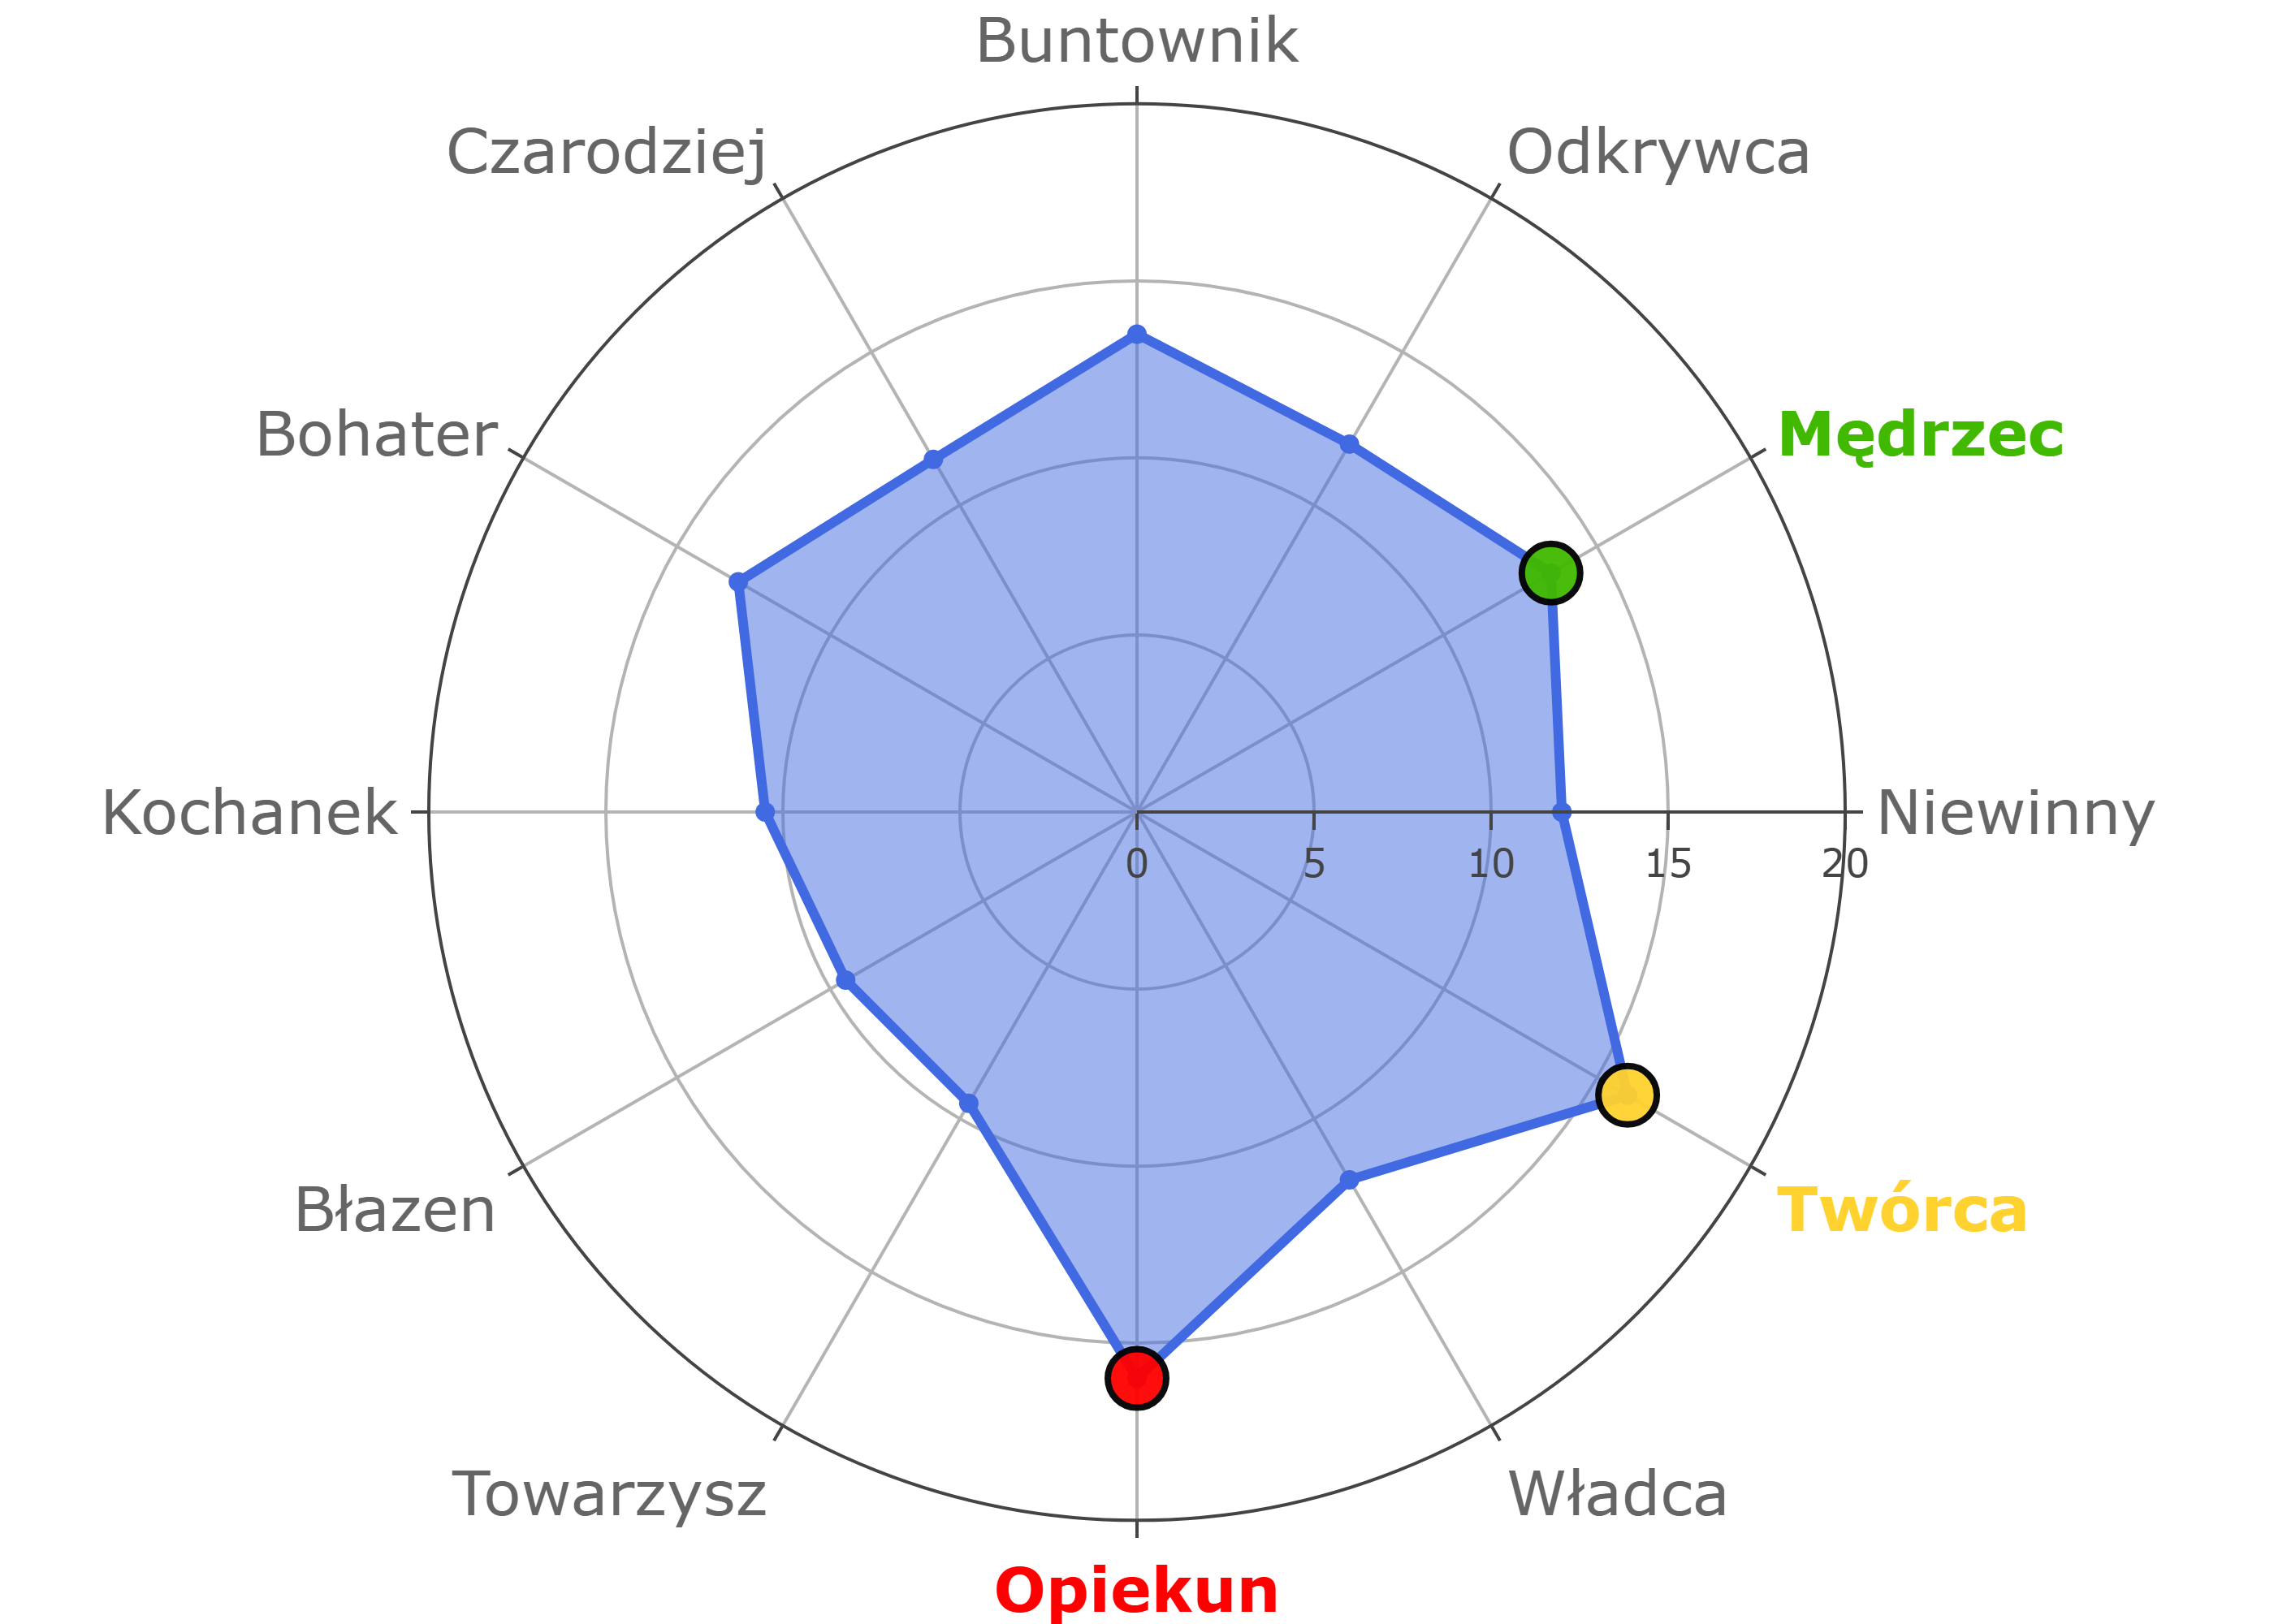 Buntownik
Czarodziej
Odkrywca
Bohater
Mędrzec
Kochanek
Niewinny
0 5 10 15 20
Błazen
Twórca
Towarzysz
Władca
Opiekun